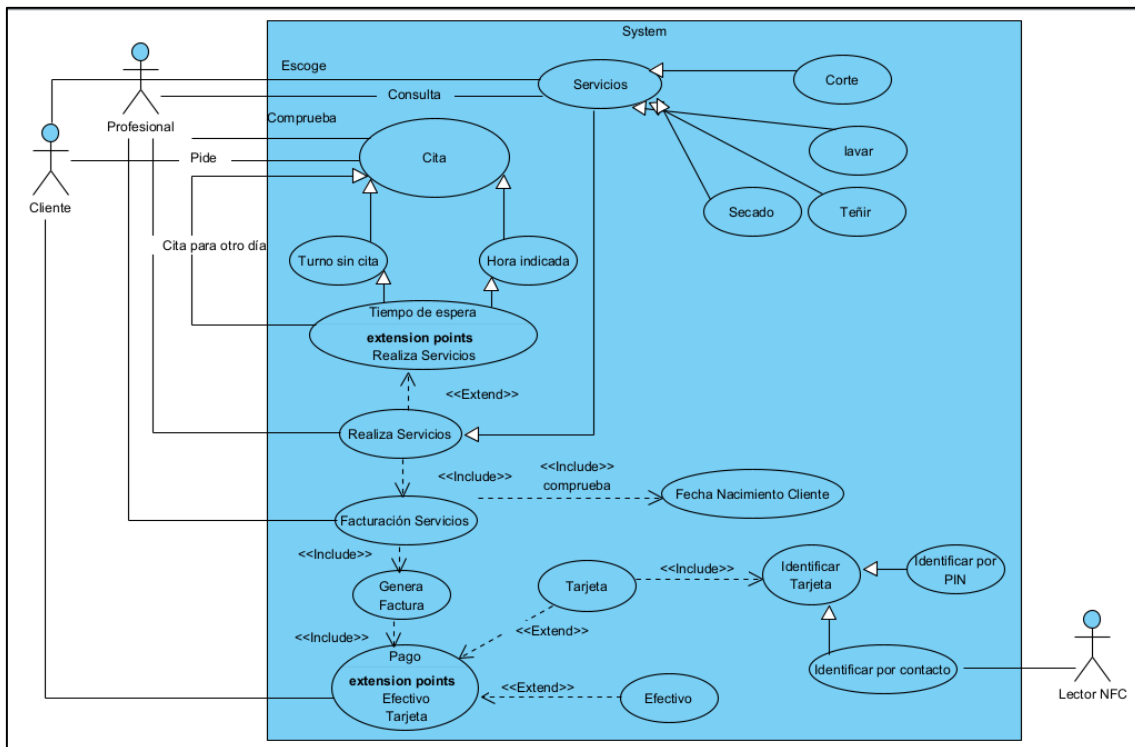 System
Escoge
Servicios
Corte
Consulta
Profesional
Comprueba
lavar
Pide
Cita
Cliente
Secado
Teñir
Cita para otro día
Turno sin cita
Hora indicada
Tiempo de espera
extension points
Realiza Servicios
<<Extend>>
Realiza Servicios
<<Include>>
<<Include>>
comprueba
Fecha Nacimiento Cliente
Facturación Servicios
<<Include>>
Genera
Factura
Tarjeta
<<Include>>
Identificar
Tarjeta
Identificar por
PIN
<<Include>>
<<Extend>>
Pago
extension points
Efectivo
Tarjeta
<<Extend>>
Efectivo
Identificar por contacto
Lector NFC